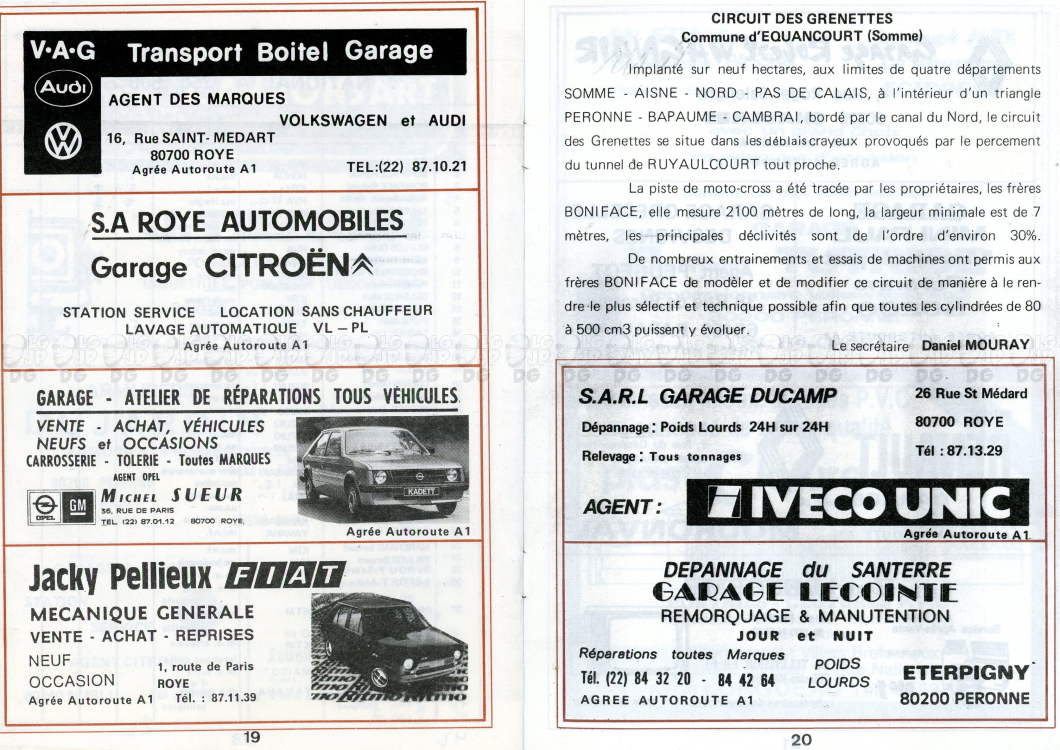 V·A·G Transport Boitel Garage
Audi
AGENT DES MARQUES
VOLKSWAGEN et AUDI
16, Rue SAINT-MEDART
80700 ROYE
Agrée Autoroute A1
TEL:(22) 87.10.21
S.A ROYE AUTOMOBILES
Garage CITROËN
STATION SERVICE LOCATION SANS CHAUFFEUR
LAVAGE AUTOMATIQUE VL – PL
Agrée Autoroute A1
GARAGE - ATELIER DE RÉPARATIONS TOUS VÉHICULES
VENTE - ACHAT, VÉHICULES
NEUFS et OCCASIONS
CARROSSERIE - TOLERIE - Toutes MARQUES
AGENT OPEL
OPEL GM MICHEL SUEUR
36, RUE DE PARIS
TEL (22) 87.01.12 80700 ROYE,
KADETT
Agrée Autoroute A1
Jacky Pellieux FIAT
MECANIQUE GENERALE
VENTE - ACHAT - REPRISES
NEUF
OCCASION
1, route de Paris
ROYE
Agrée Autoroute A1 Tél. : 87.11.39
19
CIRCUIT DES GRENETTES
Commune d'EQUANCOURT (Somme)
Implanté sur neuf hectares, aux limites de quatre départements
SOMME - AISNE - NORD - PAS DE CALAIS, à l'intérieur d'un triangle
PERONNE - BAPAUME - CAMBRAI, bordé par le canal du Nord, le circuit
des Grenettes se situe dans les déblais crayeux provoqués par le percement
du tunnel de RUYAULCOURT tout proche.
La piste de moto-cross a été tracée par les propriétaires, les frères
BONIFACE, elle mesure 2100 mètres de long, la largeur minimale est de 7
mètres, les principales déclivités sont de l'ordre d'environ 30%.
De nombreux entrainements et essais de machines ont permis aux
frères BONIFACE de modèler et de modifier ce circuit de manière à le ren-
dre le plus sélectif et technique possible afin que toutes les cylindrées de 80
à 500 cm3 puissent y évoluer.
Le secrétaire Daniel MOURAY
S.A.R.L GARAGE DUCAMP
26 Rue St Médard
80700 ROYE
Tél : 87.13.29
Dépannage : Poids Lourds 24H sur 24H
Relevage : Tous tonnages
AGENT : IVECO UNIC
Agrée Autoroute A1
DEPANNAGE du SANTERRE
GARAGE LECOINTE
REMORQUAGE & MANUTENTION
JOUR et NUIT
Réparations toutes Marques
POIDS
LOURDS
Tél. (22) 84 32 20 - 84 42 64
AGREE AUTOROUTE A1
ETERPIGNY
80200 PERONNE
20